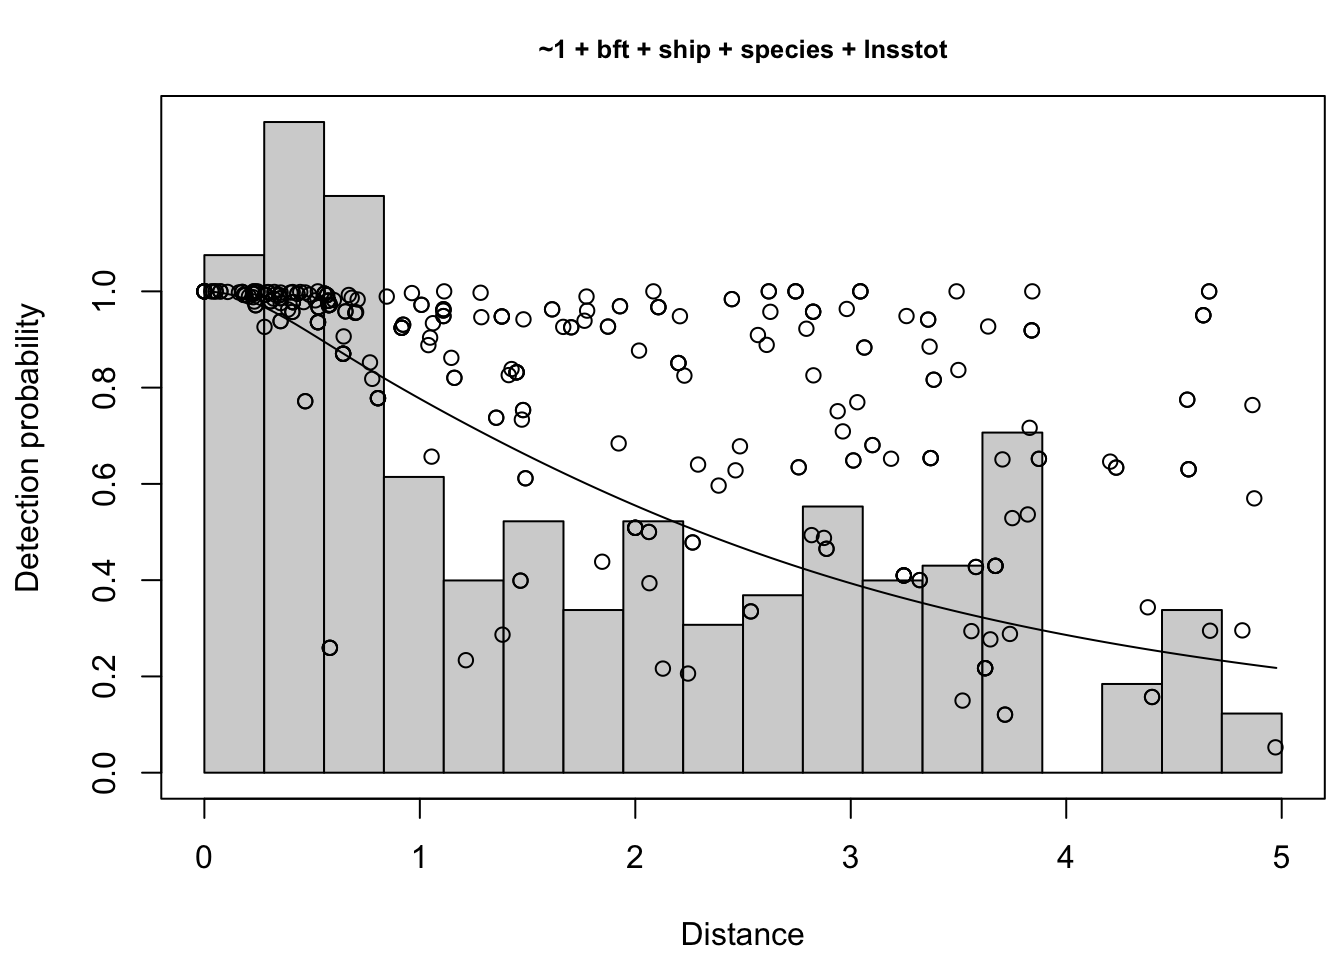 ~1 + bft + ship + species + lnsstot
Detection probability
1.0
0.8
0.6
0.4
0.2
0.0
0 1 2 3 4 5
Distance